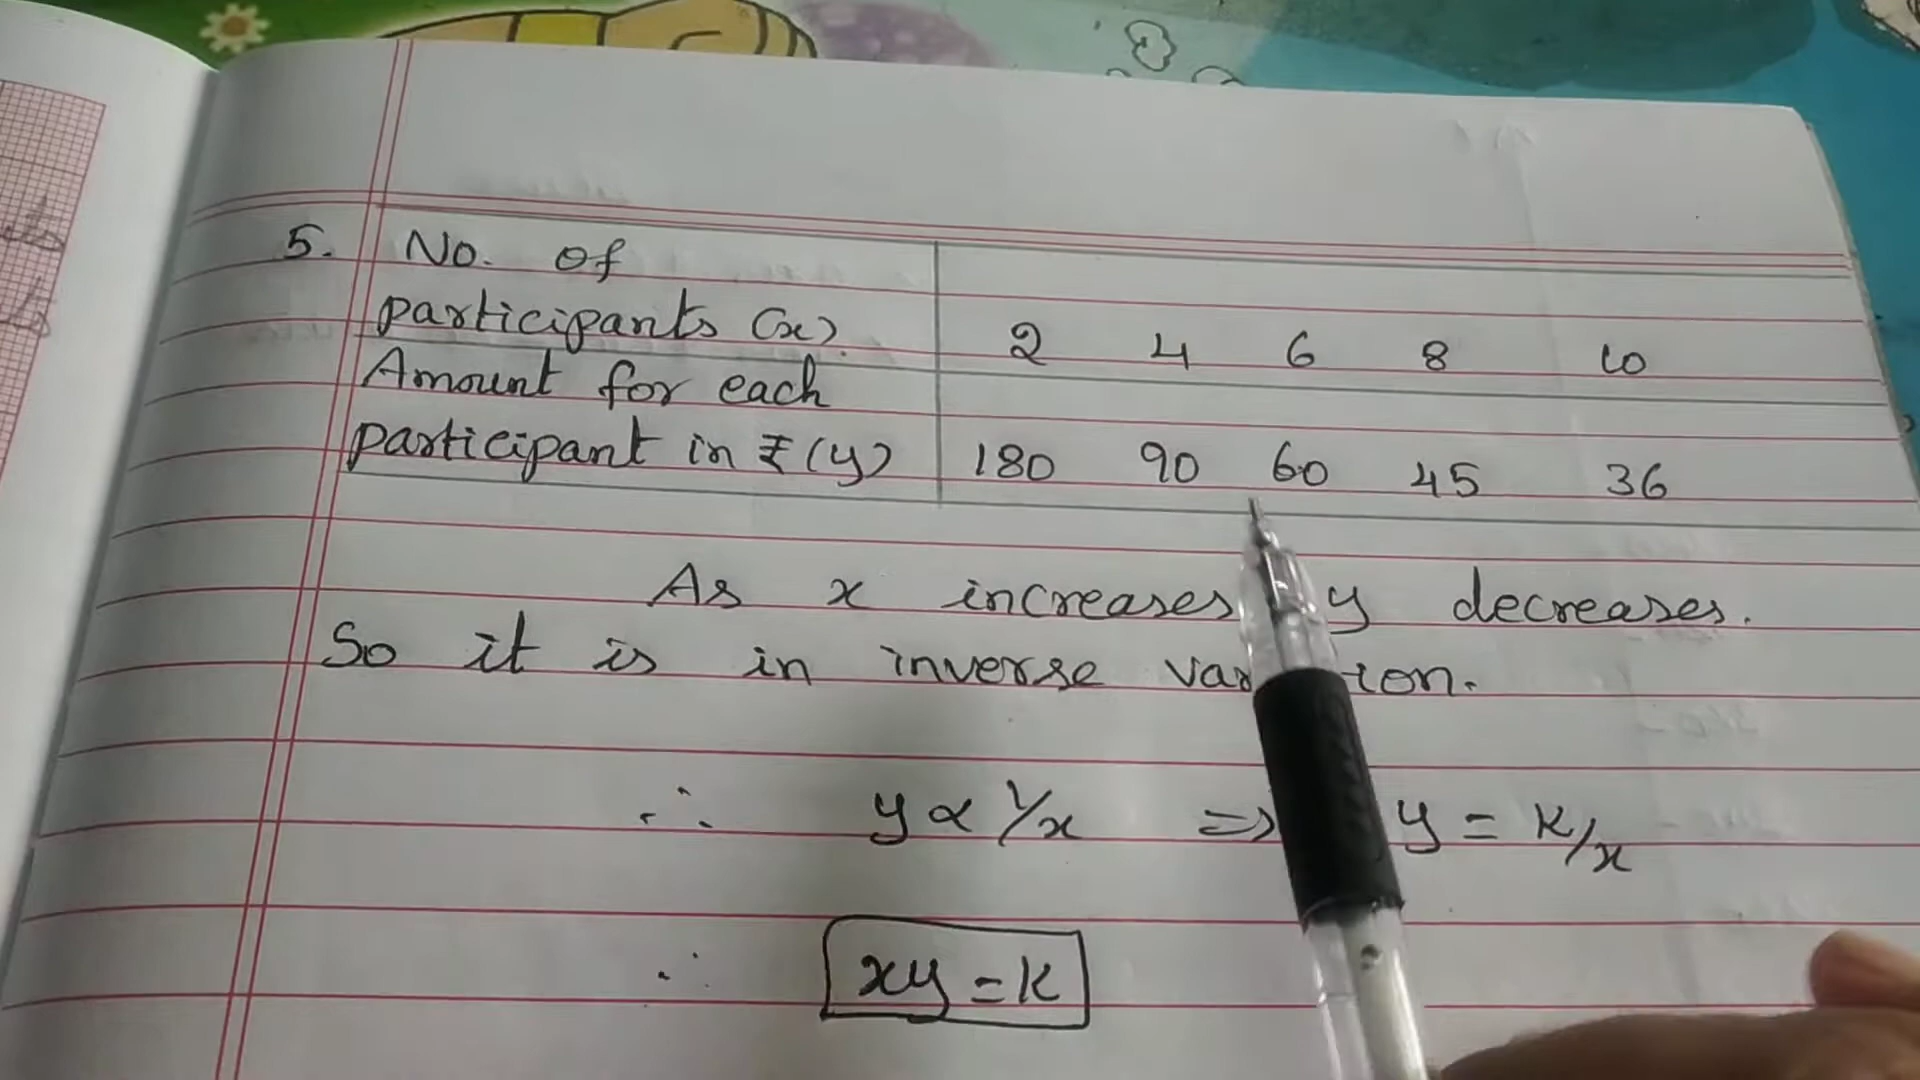 5. No. of
participants (x). 2 4 6 8 10
Amount for each
participant in ₹ (y) 180 90 60 45 36
As x increases y decreases.
So it is in inverse
∴ y ∝ 1/x ⇒ y = k/x
∴ xy = k